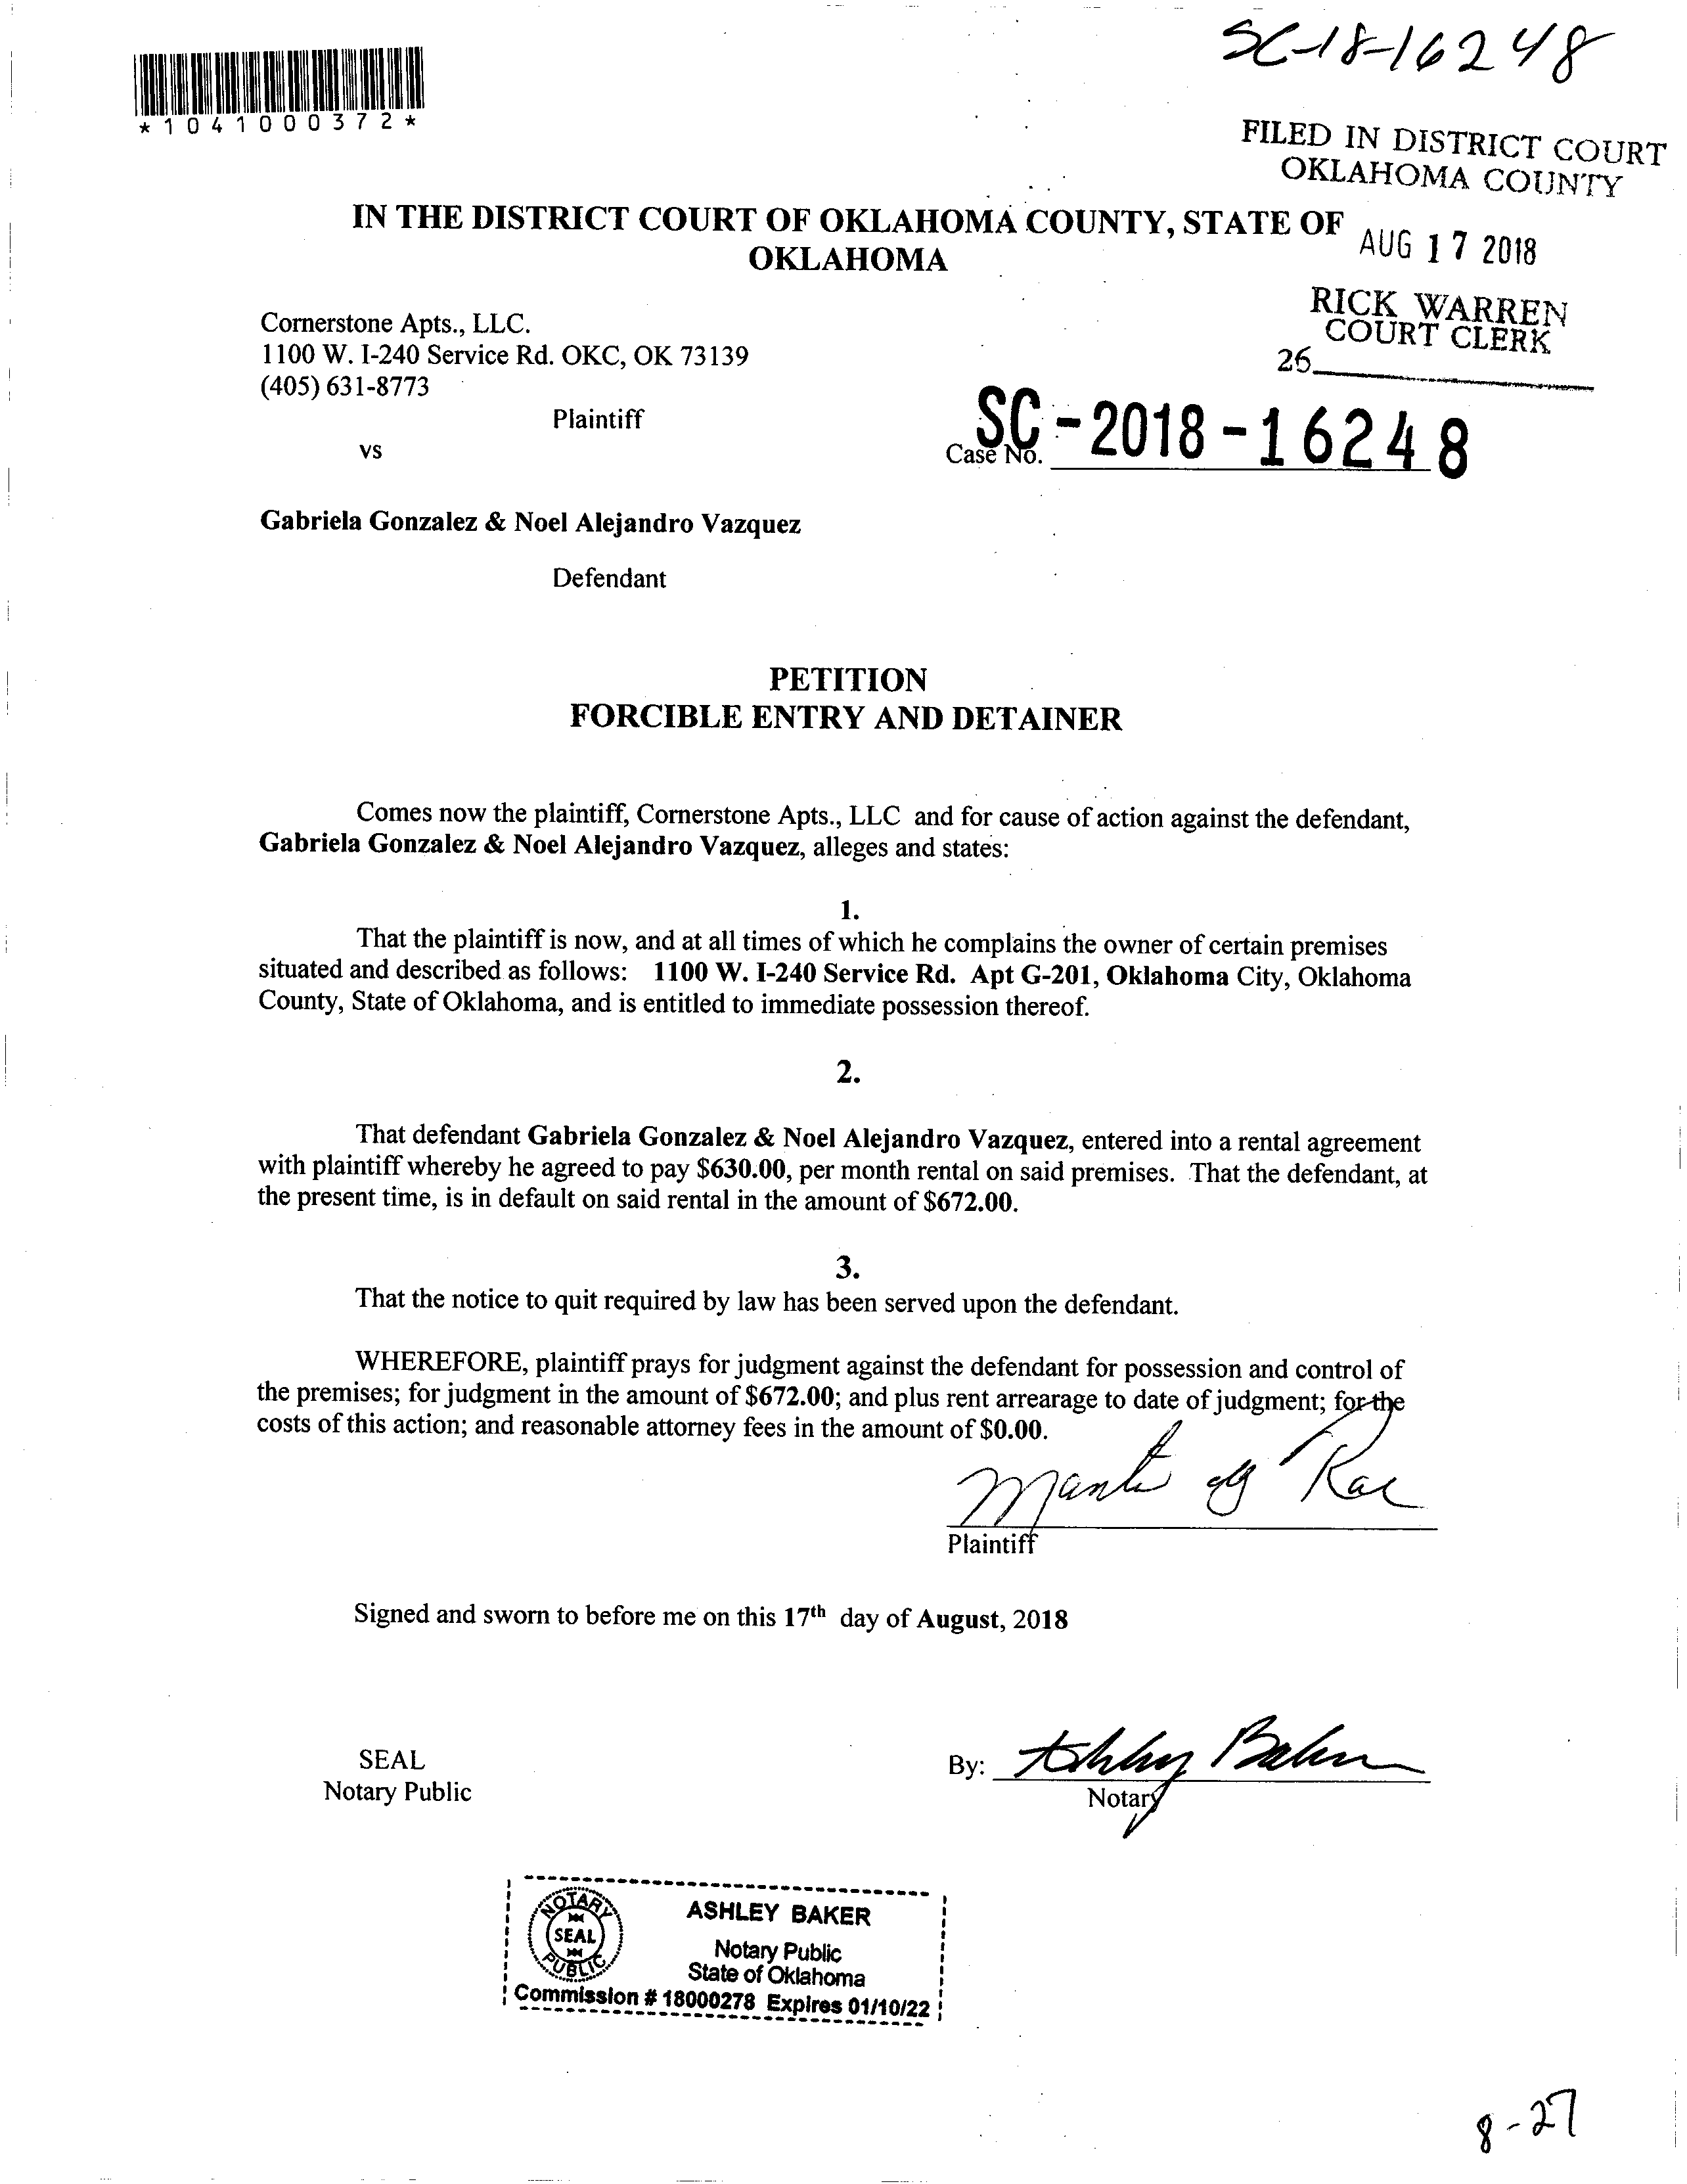 SC-18-16248
*1041000372*
FILED IN DISTRICT COURT
OKLAHOMA COUNTY
IN THE DISTRICT COURT OF OKLAHOMA COUNTY, STATE OF
OKLAHOMA
AUG 17 2018
RICK WARREN
COURT CLERK
26
Cornerstone Apts., LLC.
1100 W. I-240 Service Rd. OKC, OK 73139
(405) 631-8773
Plaintiff
vs
Case No. SC-2018-16248
Gabriela Gonzalez & Noel Alejandro Vazquez
Defendant
PETITION
FORCIBLE ENTRY AND DETAINER
Comes now the plaintiff, Cornerstone Apts., LLC and for cause of action against the defendant,
Gabriela Gonzalez & Noel Alejandro Vazquez, alleges and states:
1.
That the plaintiff is now, and at all times of which he complains the owner of certain premises
situated and described as follows: 1100 W. I-240 Service Rd. Apt G-201, Oklahoma City, Oklahoma
County, State of Oklahoma, and is entitled to immediate possession thereof.
2.
That defendant Gabriela Gonzalez & Noel Alejandro Vazquez, entered into a rental agreement
with plaintiff whereby he agreed to pay $630.00, per month rental on said premises. That the defendant, at
the present time, is in default on said rental in the amount of $672.00.
3.
That the notice to quit required by law has been served upon the defendant.
WHEREFORE, plaintiff prays for judgment against the defendant for possession and control of
the premises; for judgment in the amount of $672.00; and plus rent arrearage to date of judgment; for the
costs of this action; and reasonable attorney fees in the amount of $0.00.
Plaintiff
Signed and sworn to before me on this 17th day of August, 2018
SEAL
Notary Public
By: Ashley Baker
Notary
NOTARY
SEAL
PUBLIC
ASHLEY BAKER
Notary Public
State of Oklahoma
Commission # 18000278 Expires 01/10/22
8-27